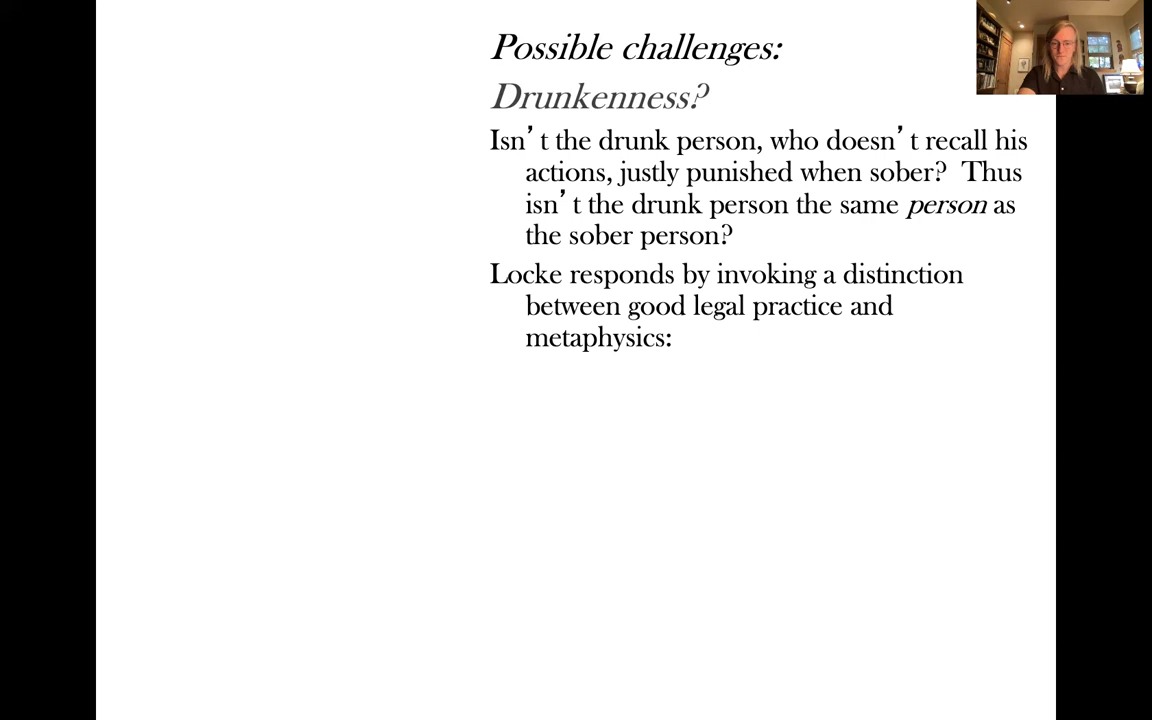 Possible challenges:
Drunkenness?
Isn’t the drunk person, who doesn’t recall his
actions, justly punished when sober? Thus
isn’t the drunk person the same person as
the sober person?
Locke responds by invoking a distinction
between good legal practice and
metaphysics: